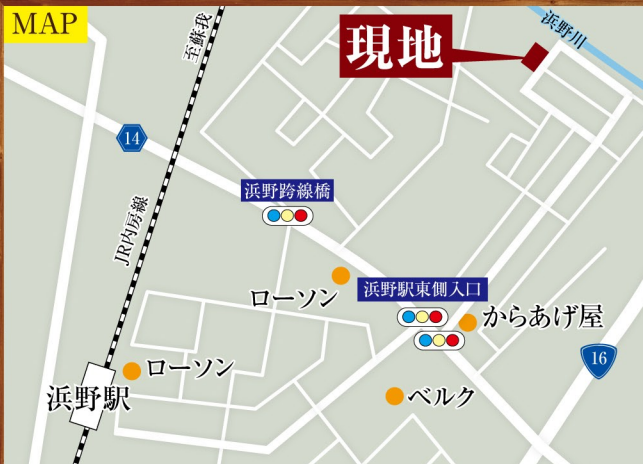 MAP
至蘇我
現地
浜野川
14
浜野跨線橋
JR内房線
ローソン
浜野駅東側入口
からあげ屋
16
ローソン
浜野駅
ベルク